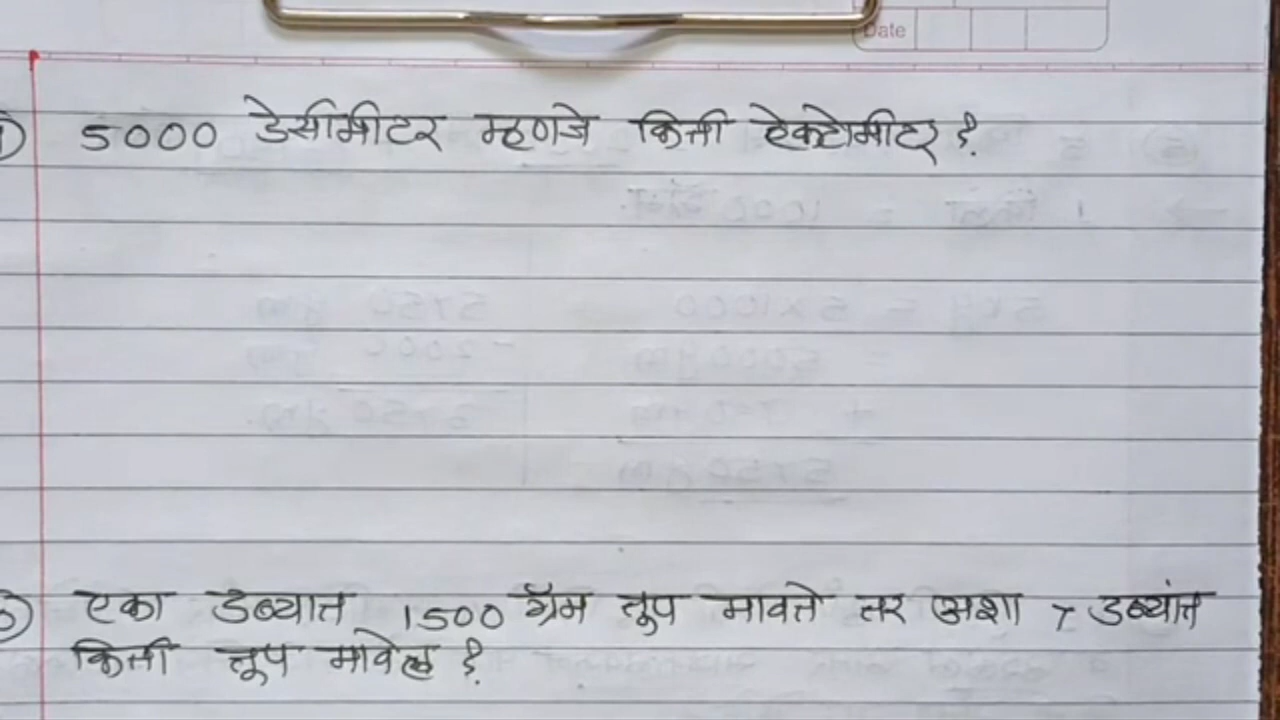 Date
5000 डेसीमीटर म्हणजे किती हेक्टोमीटर ?
एका डब्यात 1500 ग्रॅम तूप मावते तर अशा 7 डब्यांत
किती तूप मावेल ?